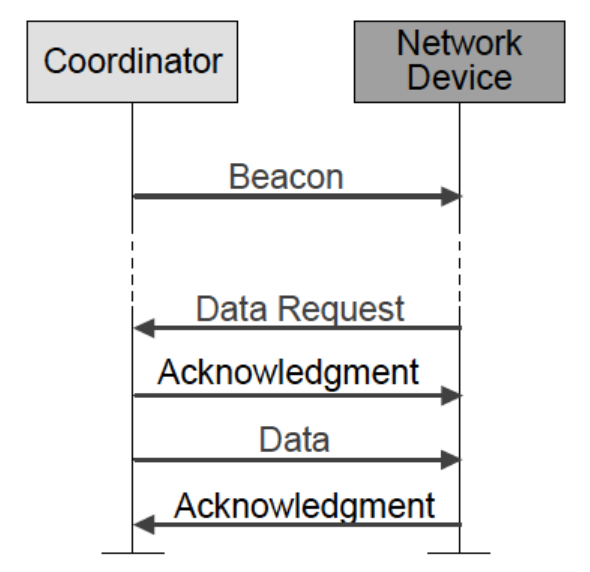 Coordinator
Network
Device
Beacon
Data Request
Acknowledgment
Data
Acknowledgment